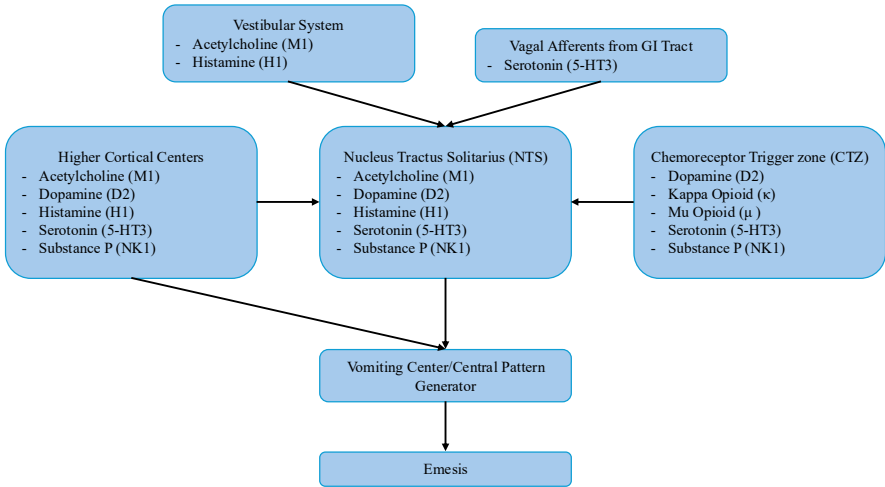 Vestibular System
- Acetylcholine (M1)
- Histamine (H1)
Vagal Afferents from GI Tract
- Serotonin (5-HT3)
Higher Cortical Centers
- Acetylcholine (M1)
- Dopamine (D2)
- Histamine (H1)
- Serotonin (5-HT3)
- Substance P (NK1)
Nucleus Tractus Solitarius (NTS)
- Acetylcholine (M1)
- Dopamine (D2)
- Histamine (H1)
- Serotonin (5-HT3)
- Substance P (NK1)
Chemoreceptor Trigger zone (CTZ)
- Dopamine (D2)
- Kappa Opioid (κ)
- Mu Opioid (μ )
- Serotonin (5-HT3)
- Substance P (NK1)
Vomiting Center/Central Pattern
Generator
Emesis